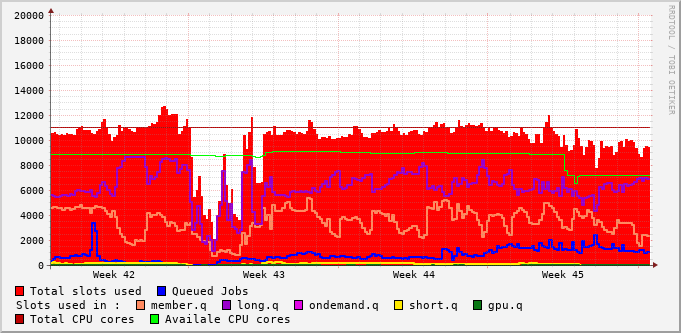 20000
18000
16000
14000
12000
10000
8000
6000
4000
2000
0
Week 42 Week 43 Week 44 Week 45
RRDTOOL / TOBI OETIKER
Total slots used Queued Jobs
Slots used in : member.q long.q ondemand.q short.q gpu.q
Total CPU cores Availale CPU cores